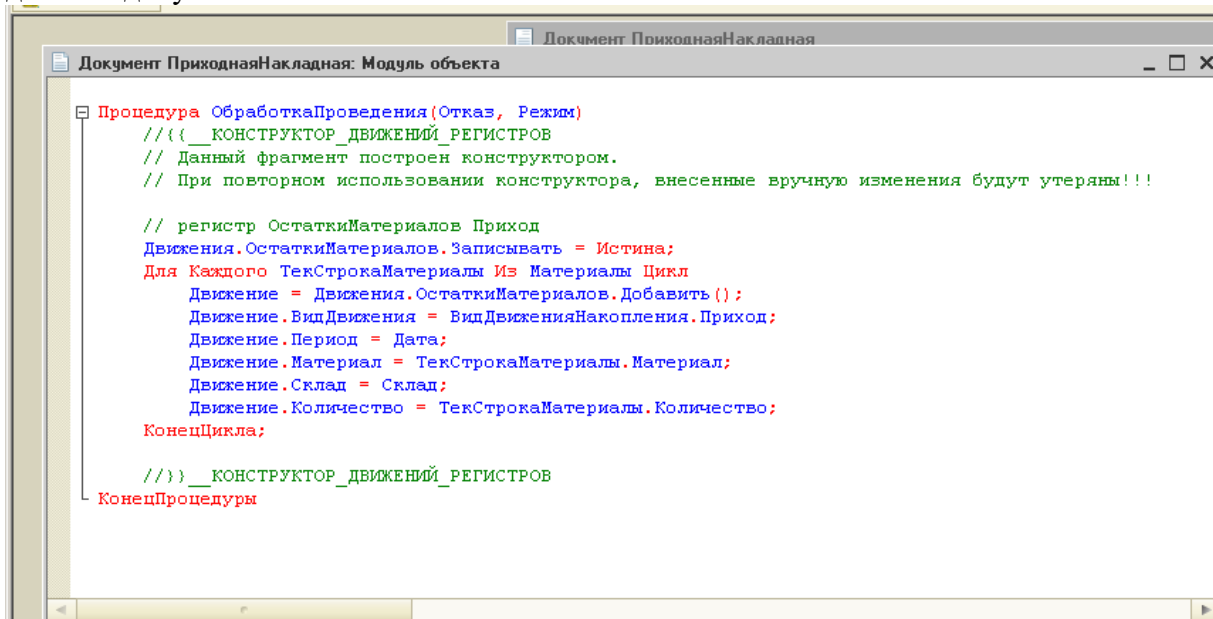 Документ ПриходнаяНакладная
Документ ПриходнаяНакладная: Модуль объекта
Процедура ОбработкаПроведения(Отказ, Режим)
//{{__КОНСТРУКТОР_ДВИЖЕНИЙ_РЕГИСТРОВ
// Данный фрагмент построен конструктором.
// При повторном использовании конструктора, внесенные вручную изменения будут утеряны!!!
// регистр ОстаткиМатериалов Приход
Движения.ОстаткиМатериалов.Записывать = Истина;
Для Каждого ТекСтрокаМатериалы Из Материалы Цикл
Движение = Движения.ОстаткиМатериалов.Добавить();
Движение.ВидДвижения = ВидДвиженияНакопления.Приход;
Движение.Период = Дата;
Движение.Материал = ТекСтрокаМатериалы.Материал;
Движение.Склад = Склад;
Движение.Количество = ТекСтрокаМатериалы.Количество;
КонецЦикла;
//}}__КОНСТРУКТОР_ДВИЖЕНИЙ_РЕГИСТРОВ
КонецПроцедуры